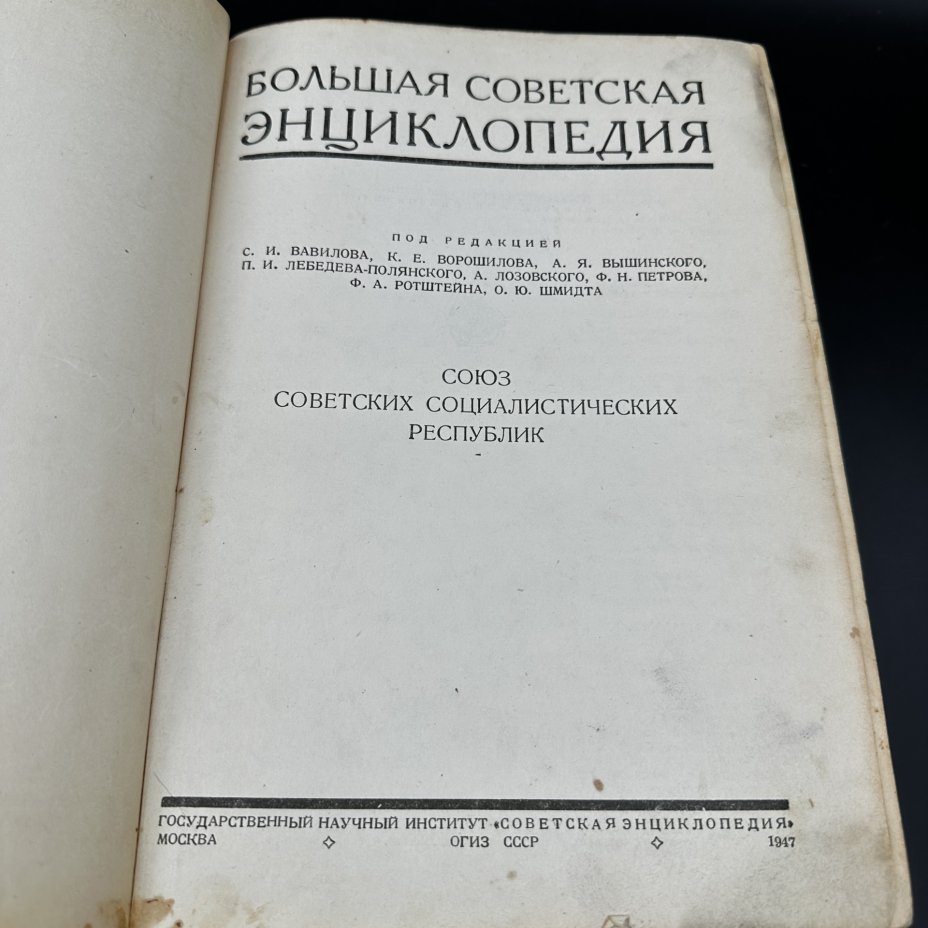 БОЛЬШАЯ СОВЕТСКАЯ
ЭНЦИКЛОПЕДИЯ
ПОД РЕДАКЦИЕЙ
С. И. ВАВИЛОВА, К. Е. ВОРОШИЛОВА, А. Я. ВЫШИНСКОГО,
П. И. ЛЕБЕДЕВА-ПОЛЯНСКОГО, А. ЛОЗОВСКОГО, Ф. Н. ПЕТРОВА,
Ф. А. РОТШТЕЙНА, О. Ю. ШМИДТА
СОЮЗ
СОВЕТСКИХ СОЦИАЛИСТИЧЕСКИХ
РЕСПУБЛИК
ГОСУДАРСТВЕННЫЙ НАУЧНЫЙ ИНСТИТУТ «СОВЕТСКАЯ ЭНЦИКЛОПЕДИЯ»
МОСКВА ОГИЗ СССР 1947